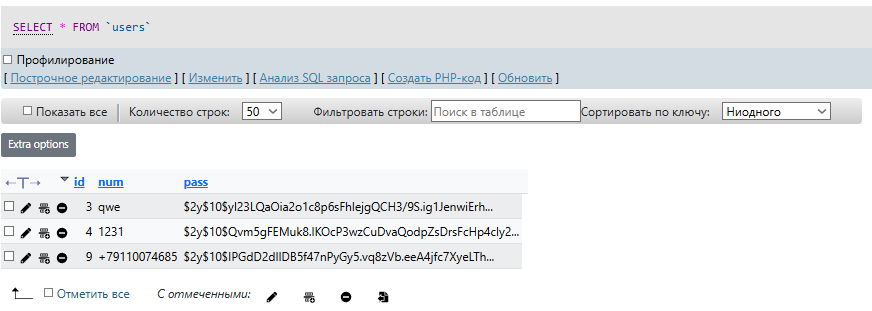 SELECT * FROM `users`
Профилирование
[ Построчное редактирование ] [ Изменить ] [ Анализ SQL запроса ] [ Создать PHP-код ] [ Обновить ]
Показать все Количество строк: 50 Фильтровать строки: Поиск в таблице Сортировать по ключу: Ниодного
Extra options
←T→ id num pass
3 qwe $2y$10$yI23LQaOia2o1c8p6sFhIejgQCH3/9S.ig1JenwiErh...
4 1231 $2y$10$Qvm5gFEMuk8.IKOcP3wzCuDvaQodpZsDrsFcHp4cly2...
9 +79110074685 $2y$10$IPGdD2dIIDB5f47nPyGy5.vq8zVb.eeA4jfc7XyeLTh...
Отметить все С отмеченными: